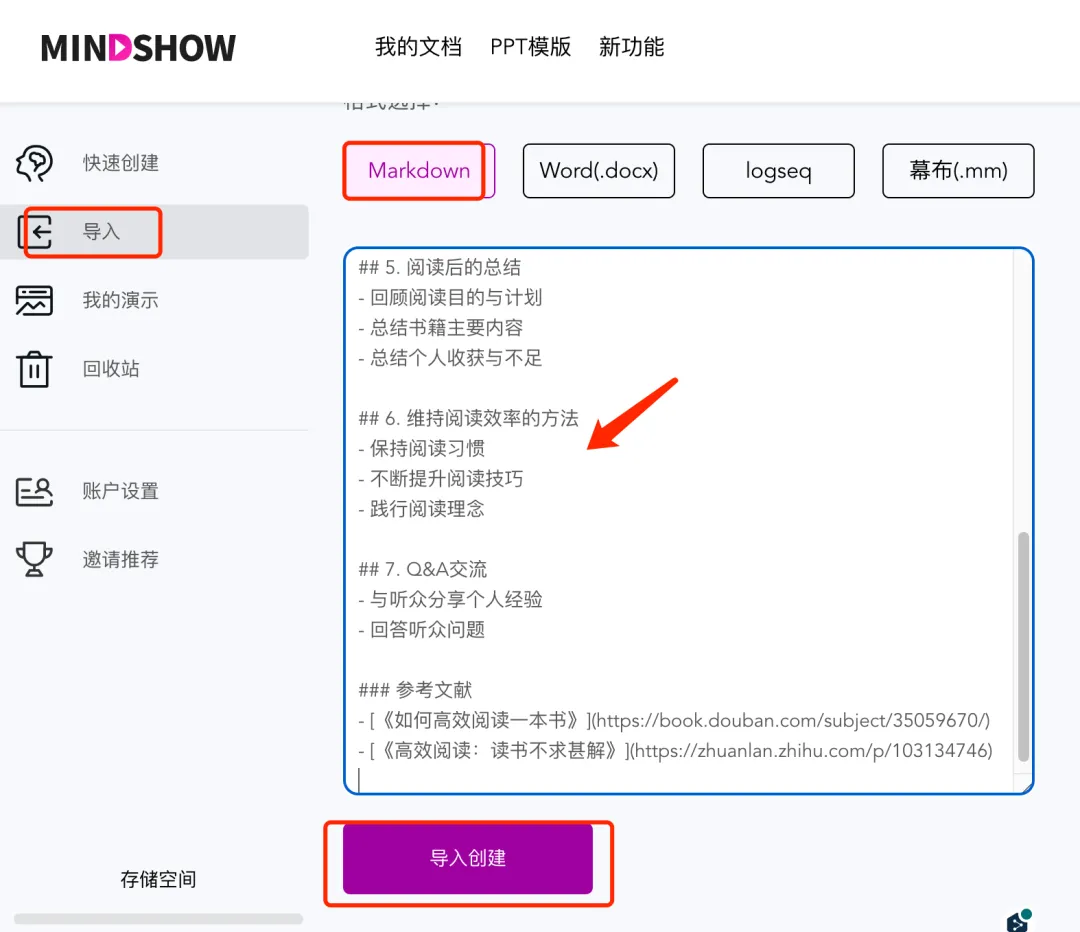 MINDSHOW
我的文档 PPT模版 新功能
格式选择:
快速创建
导入
我的演示
回收站
账户设置
邀请推荐
存储空间
Markdown
Word(.docx)
logseq
幕布(.mm)
## 5. 阅读后的总结
- 回顾阅读目的与计划
- 总结书籍主要内容
- 总结个人收获与不足
## 6. 维持阅读效率的方法
- 保持阅读习惯
- 不断提升阅读技巧
- 践行阅读理念
## 7. Q&A交流
- 与听众分享个人经验
- 回答听众问题
### 参考文献
- [《如何高效阅读一本书》](https://book.douban.com/subject/35059670/)
- [《高效阅读：读书不求甚解》](https://zhuanlan.zhihu.com/p/103134746)
导入创建